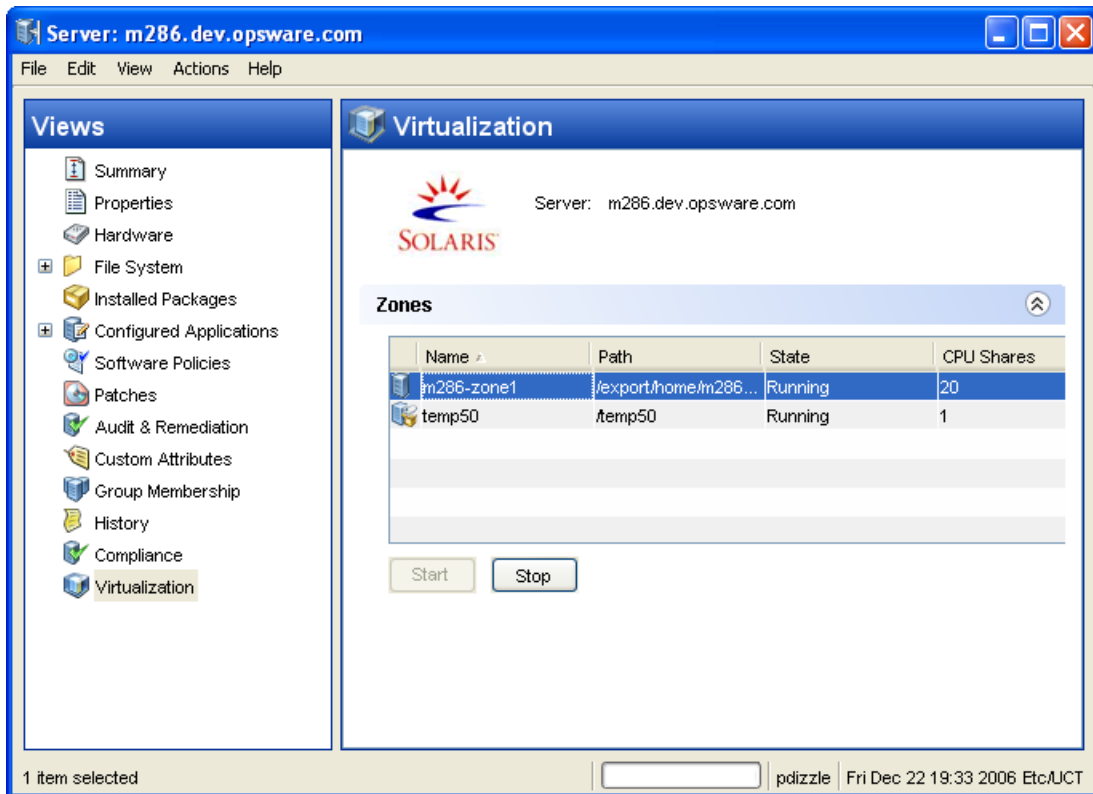 Server: m286.dev.opsware.com
File Edit View Actions Help
Views
Summary
Properties
Hardware
File System
Installed Packages
Configured Applications
Software Policies
Patches
Audit & Remediation
Custom Attributes
Group Membership
History
Compliance
Virtualization
Virtualization
SOLARIS™
Server: m286.dev.opsware.com
Zones
Name Path State CPU Shares
m286-zone1 /export/home/m286... Running 20
temp50 /temp50 Running 1
Start Stop
1 item selected pdizzle Fri Dec 22 19:33 2006 Etc/UCT